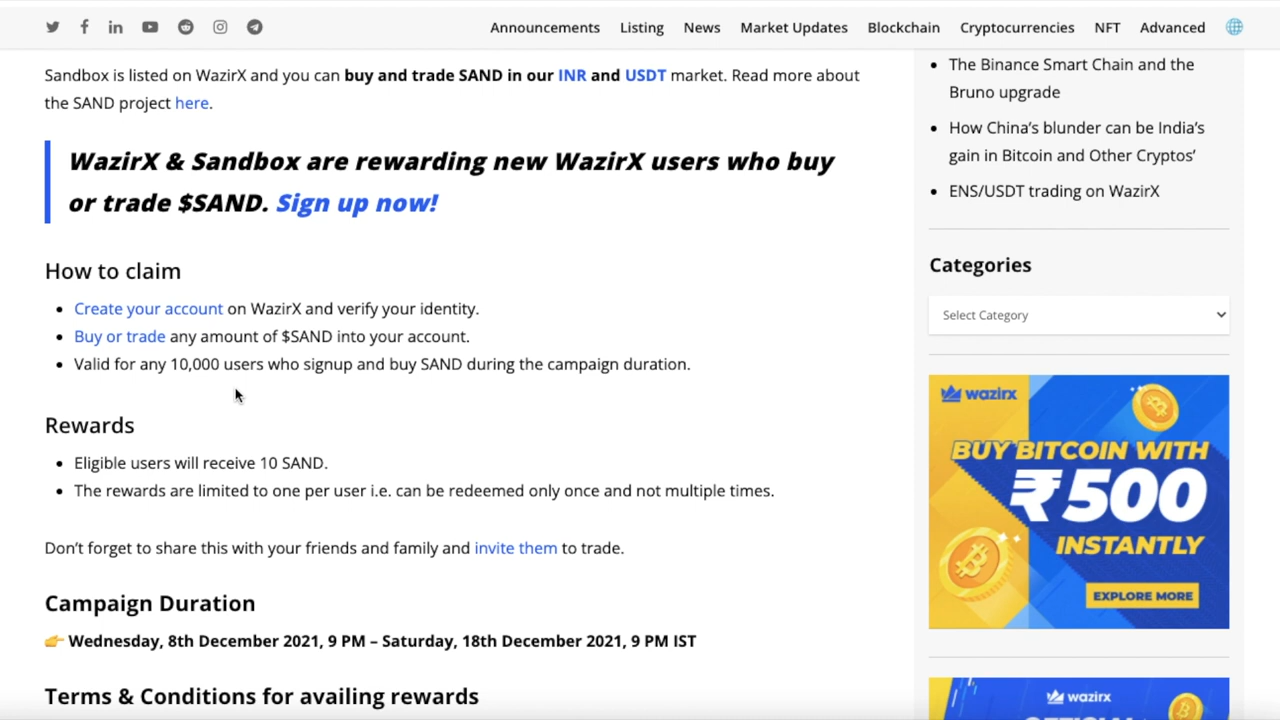 Announcements Listing News Market Updates Blockchain Cryptocurrencies NFT Advanced
Sandbox is listed on WazirX and you can buy and trade SAND in our INR and USDT market. Read more about
the SAND project here.
WazirX & Sandbox are rewarding new WazirX users who buy
or trade $SAND. Sign up now!
How to claim
Create your account on WazirX and verify your identity.
Buy or trade any amount of $SAND into your account.
Valid for any 10,000 users who signup and buy SAND during the campaign duration.
Rewards
Eligible users will receive 10 SAND.
The rewards are limited to one per user i.e. can be redeemed only once and not multiple times.
Don’t forget to share this with your friends and family and invite them to trade.
Campaign Duration
👉 Wednesday, 8th December 2021, 9 PM – Saturday, 18th December 2021, 9 PM IST
Terms & Conditions for availing rewards
The Binance Smart Chain and the
Bruno upgrade
How China’s blunder can be India’s
gain in Bitcoin and Other Cryptos’
ENS/USDT trading on WazirX
Categories
Select Category
wazirx
BUY BITCOIN WITH
₹500
INSTANTLY
EXPLORE MORE
wazirx